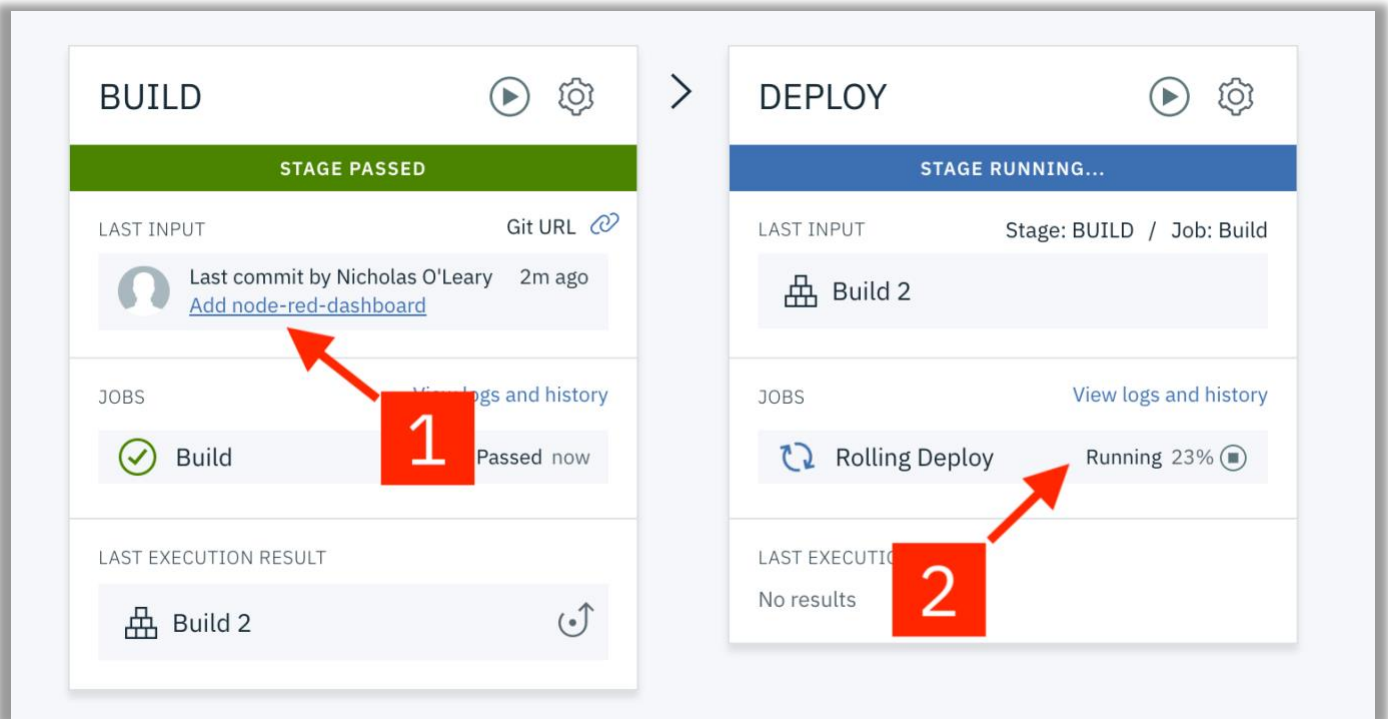 BUILD
STAGE PASSED
LAST INPUT Git URL
Last commit by Nicholas O'Leary 2m ago
Add node-red-dashboard
JOBS View logs and history
Build Passed now
1
LAST EXECUTION RESULT
Build 2
>
DEPLOY
STAGE RUNNING...
LAST INPUT Stage: BUILD / Job: Build
Build 2
JOBS View logs and history
Rolling Deploy Running 23%
LAST
2
No results